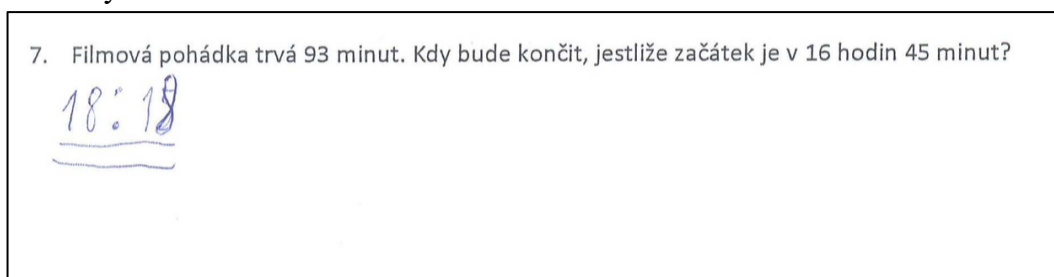 7. Filmová pohádka trvá 93 minut. Kdy bude končit, jestliže začátek je v 16 hodin 45 minut?
18:18